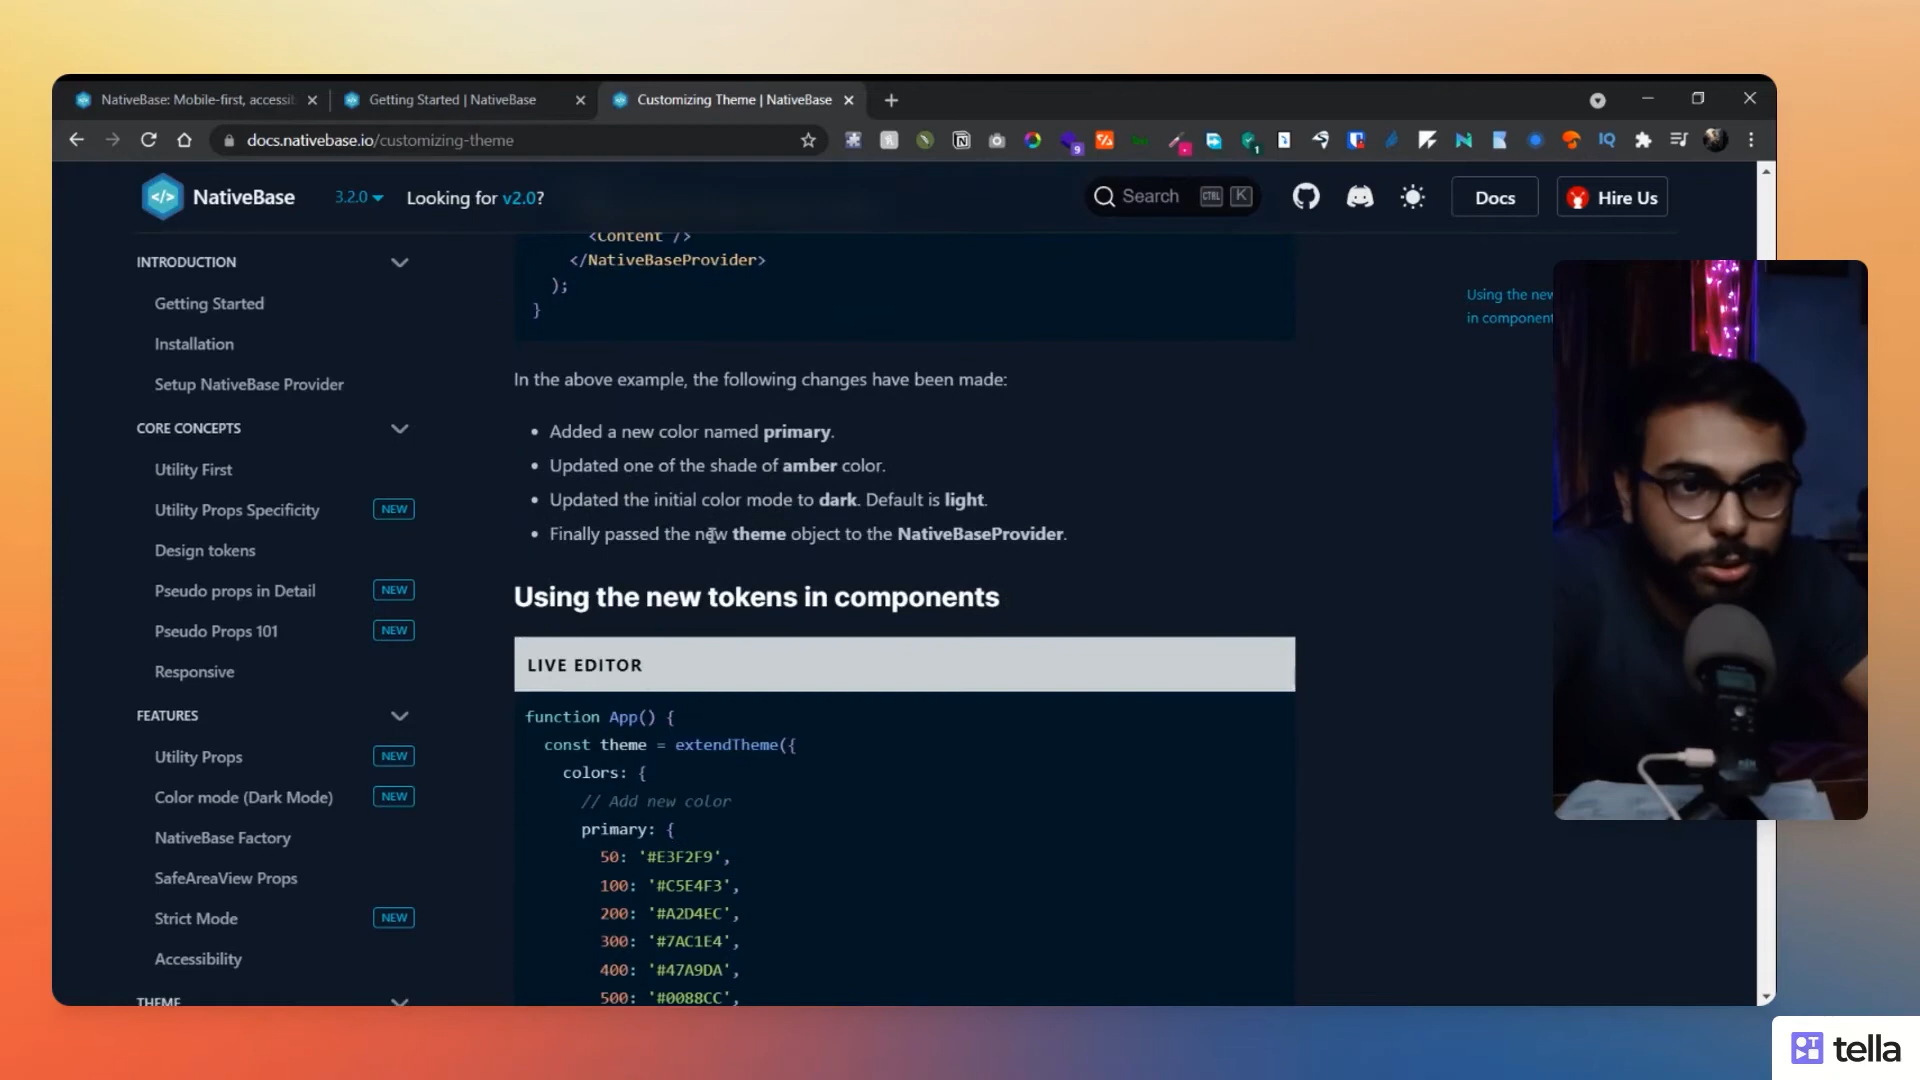 NativeBase: Mobile-first, accessib
Getting Started | NativeBase
Customizing Theme | NativeBase
docs.nativebase.io/customizing-theme
9
1
IQ
NativeBase
3.2.0
Looking for v2.0?
Search
CTRL
K
Docs
Hire Us
INTRODUCTION
Getting Started
Installation
Setup NativeBase Provider
CORE CONCEPTS
Utility First
Utility Props Specificity
NEW
Design tokens
Pseudo props in Detail
NEW
Pseudo Props 101
NEW
Responsive
FEATURES
Utility Props
NEW
Color mode (Dark Mode)
NEW
NativeBase Factory
SafeAreaView Props
Strict Mode
NEW
Accessibility
THEME
<Content />
</NativeBaseProvider>
);
}
In the above example, the following changes have been made:
• Added a new color named primary.
• Updated one of the shade of amber color.
• Updated the initial color mode to dark. Default is light.
• Finally passed the new theme object to the NativeBaseProvider.
Using the new tokens in components
LIVE EDITOR
function App() {
const theme = extendTheme({
colors: {
// Add new color
primary: {
50: '#E3F2F9',
100: '#C5E4F3',
200: '#A2D4EC',
300: '#7AC1E4',
400: '#47A9DA',
500: '#0088CC',
Using the new
in component
tella